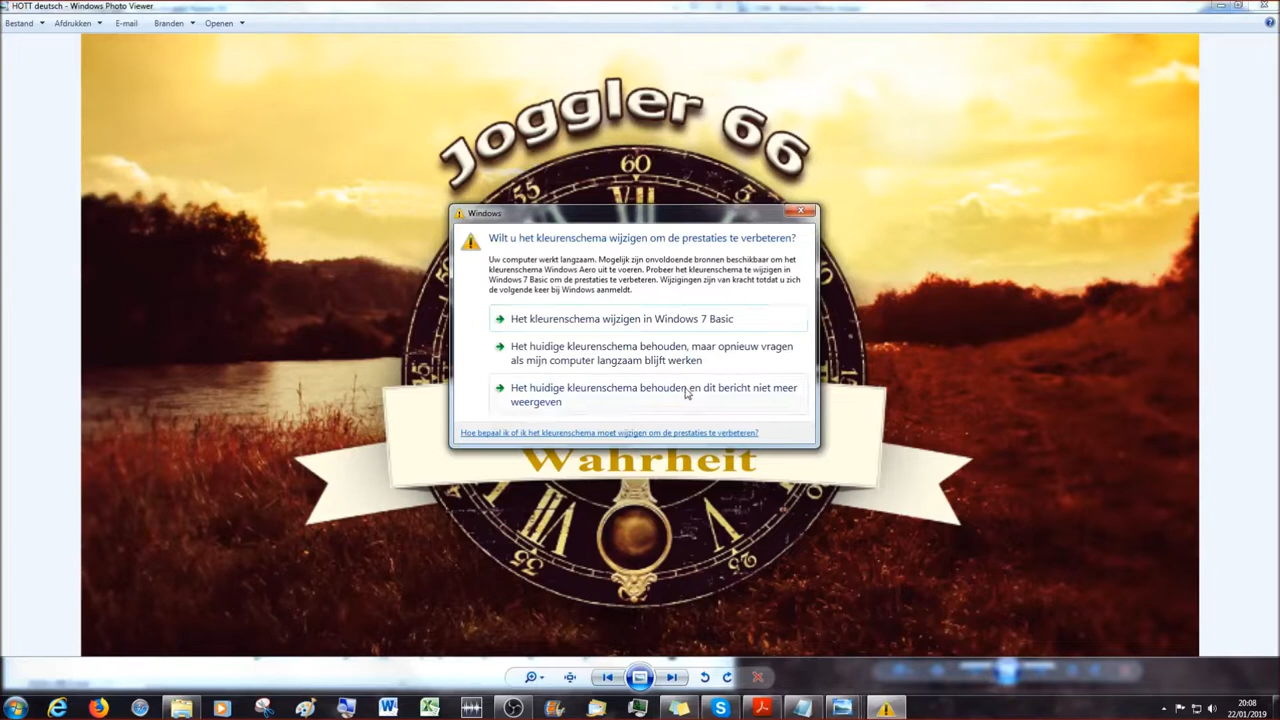 HOTT deutsch - Windows Photo Viewer
Bestand Afdrukken E-mail Branden Openen
Joggler 66
60
55 5
VII
Windows
Wilt u het kleurenschema wijzigen om de prestaties te verbeteren?
Uw computer werkt langzaam. Mogelijk zijn onvoldoende bronnen beschikbaar om het
kleurenschema Windows Aero uit te voeren. Probeer het kleurenschema te wijzigen in
Windows 7 Basic om de prestaties te verbeteren. Wijzigingen zijn van kracht totdat u zich
de volgende keer bij Windows aanmeldt.
Het kleurenschema wijzigen in Windows 7 Basic
Het huidige kleurenschema behouden, maar opnieuw vragen
als mijn computer langzaam blijft werken
Het huidige kleurenschema behouden en dit bericht niet meer
weergeven
Hoe bepaal ik of ik het kleurenschema moet wijzigen om de prestaties te verbeteren?
Wahrheit
V
35 25
20:08
22/01/2019